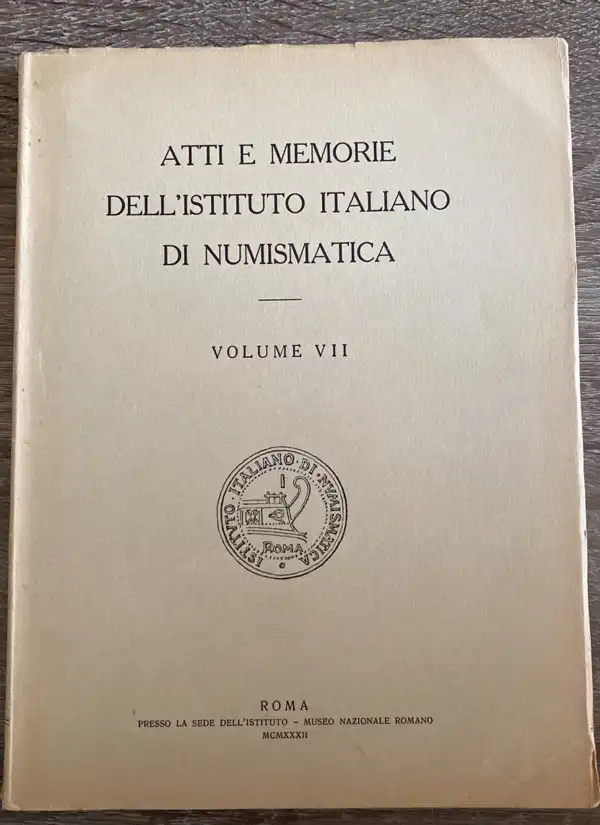 ATTI E MEMORIE
DELL'ISTITUTO ITALIANO
DI NUMISMATICA
VOLUME VII
ISTITUTO · ITALIANO · DI · NUMISMATICA
ROMA
ROMA
PRESSO LA SEDE DELL'ISTITUTO – MUSEO NAZIONALE ROMANO
MCMXXXII